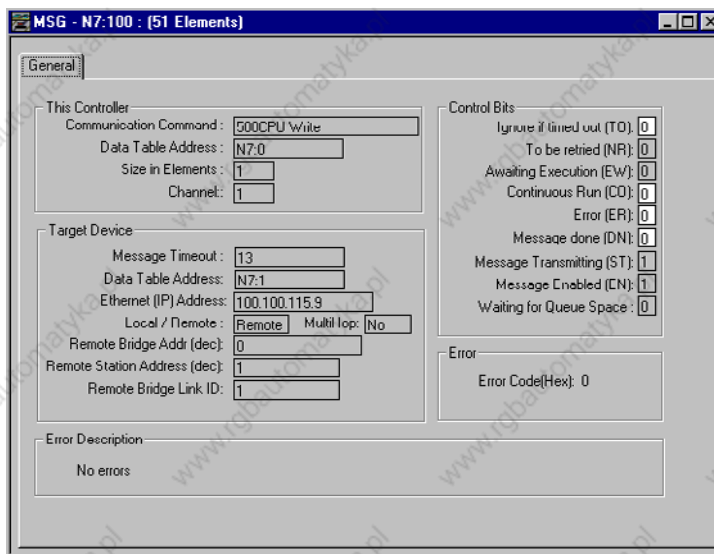 MSG - N7:100 : (51 Elements)
General
This Controller
Communication Command : 500CPU Write
Data Table Address : N7:0
Size in Elements : 1
Channel: 1
Target Device
Message Timeout : 13
Data Table Address: N7:1
Ethernet (IP) Address: 100.100.115.9
Local / Remote : Remote MultiHop: No
Remote Bridge Addr (dec): 0
Remote Station Address (dec): 1
Remote Bridge Link ID: 1
Control Bits
Ignore if timed out (TO): 0
To be retried (NR): 0
Awaiting Execution (EW): 0
Continuous Run (CO): 0
Error (ER): 0
Message done (DN): 0
Message Transmitting (ST): 1
Message Enabled (EN): 1
Waiting for Queue Space : 0
Error
Error Code(Hex): 0
Error Description
No errors
www.rgbautomatyka.pl